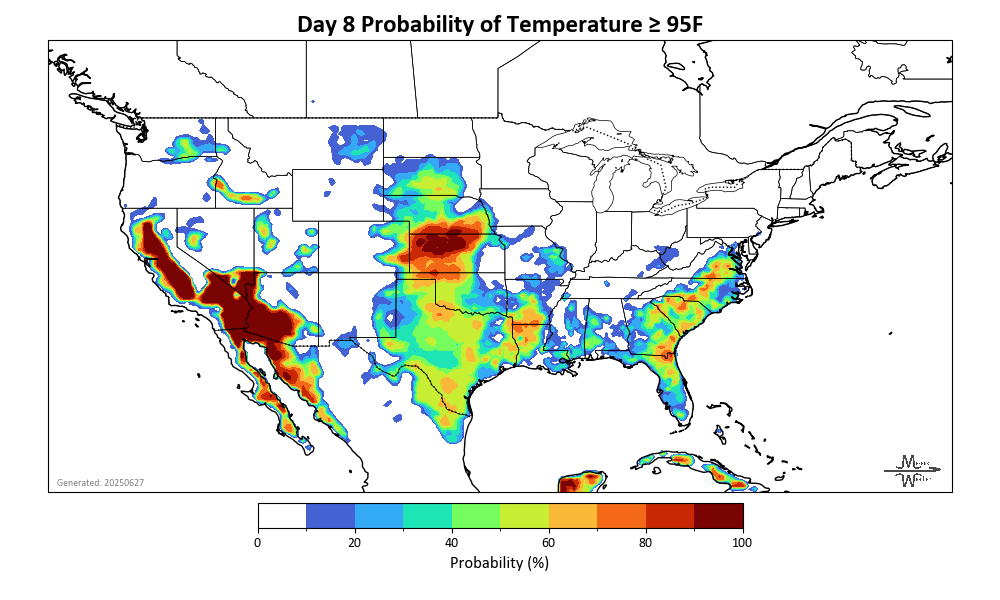 Day 8 Probability of Temperature ≥ 95F
Generated: 20250627
0 20 40 60 80 100
Probability (%)